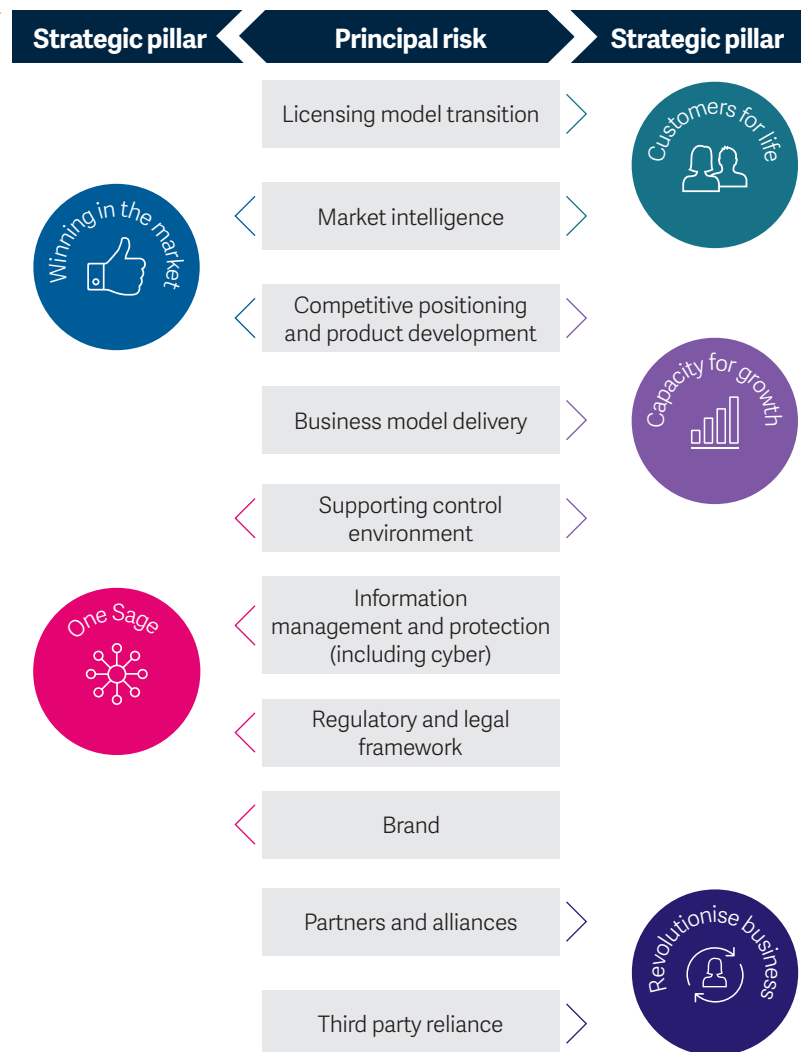 Strategic pillar
Principal risk
Strategic pillar
Licensing model transition
Customers for life
Winning in the market
Market intelligence
Competitive positioning
and product development
Capacity for growth
Business model delivery
Supporting control
environment
One Sage
Information
management and protection
(including cyber)
Regulatory and legal
framework
Brand
Partners and alliances
Revolutionise business
Third party reliance